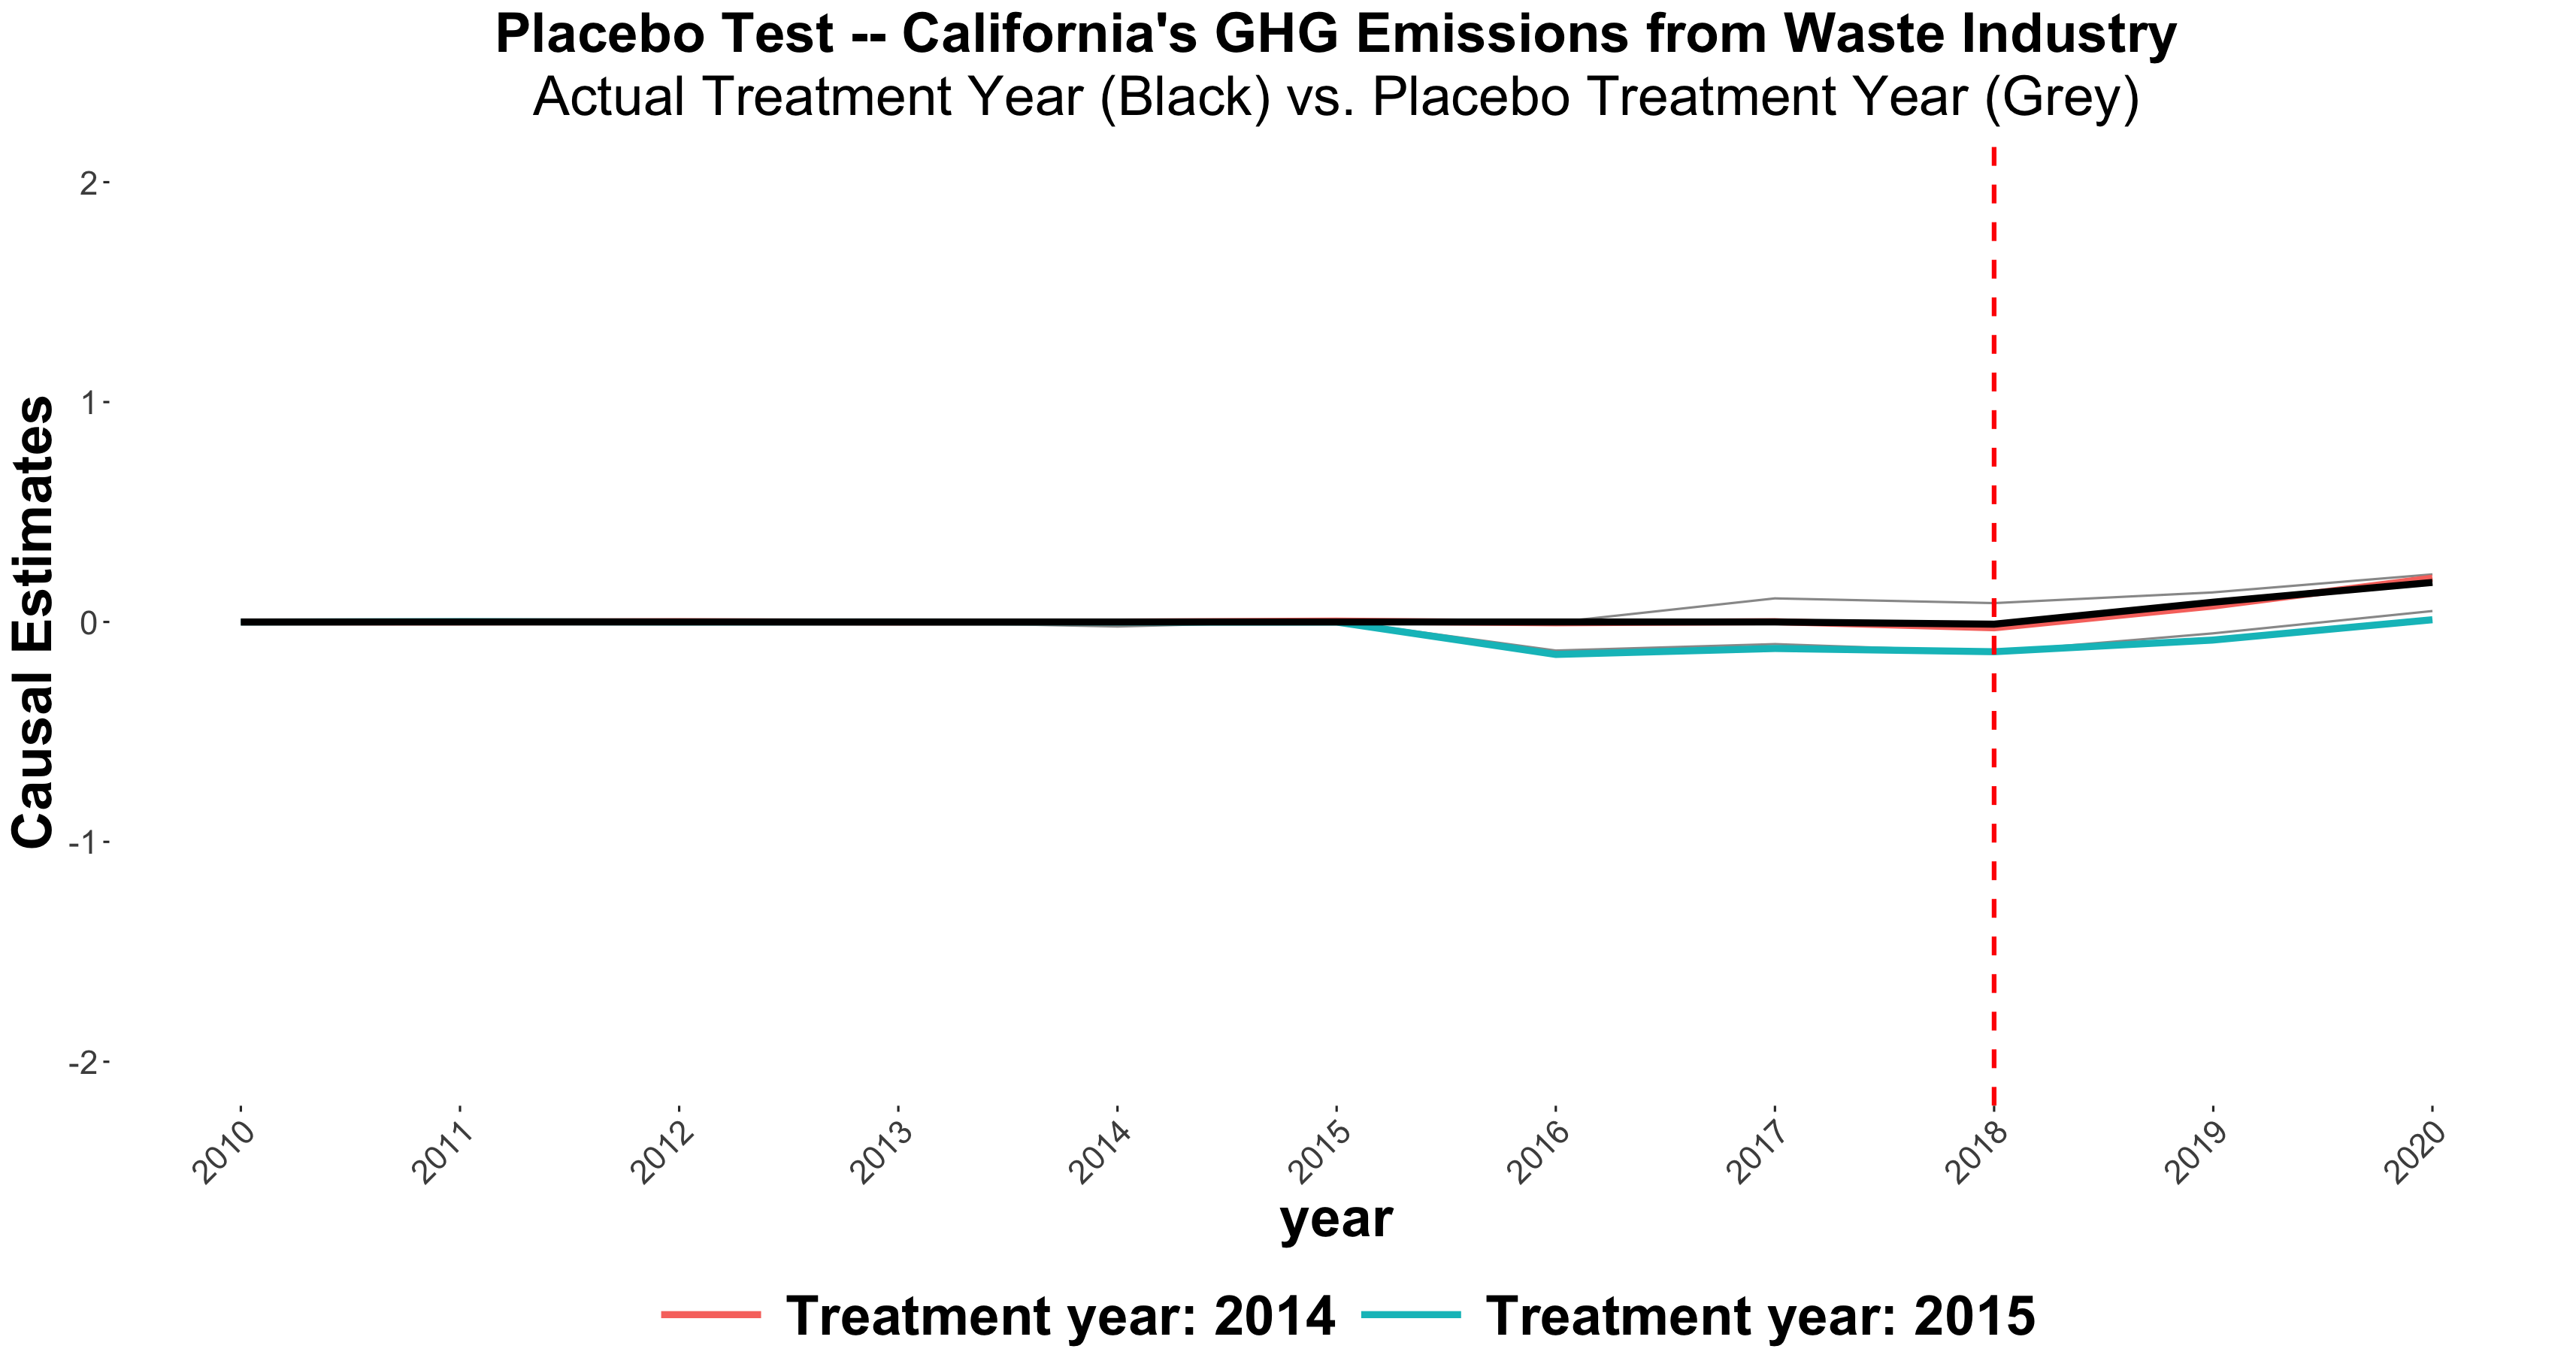 Placebo Test -- California's GHG Emissions from Waste Industry
Actual Treatment Year (Black) vs. Placebo Treatment Year (Grey)
Causal Estimates
2
1
0
-1
-2
2010
2011
2012
2013
2014
2015
2016
2017
2018
2019
2020
year
Treatment year: 2014
Treatment year: 2015